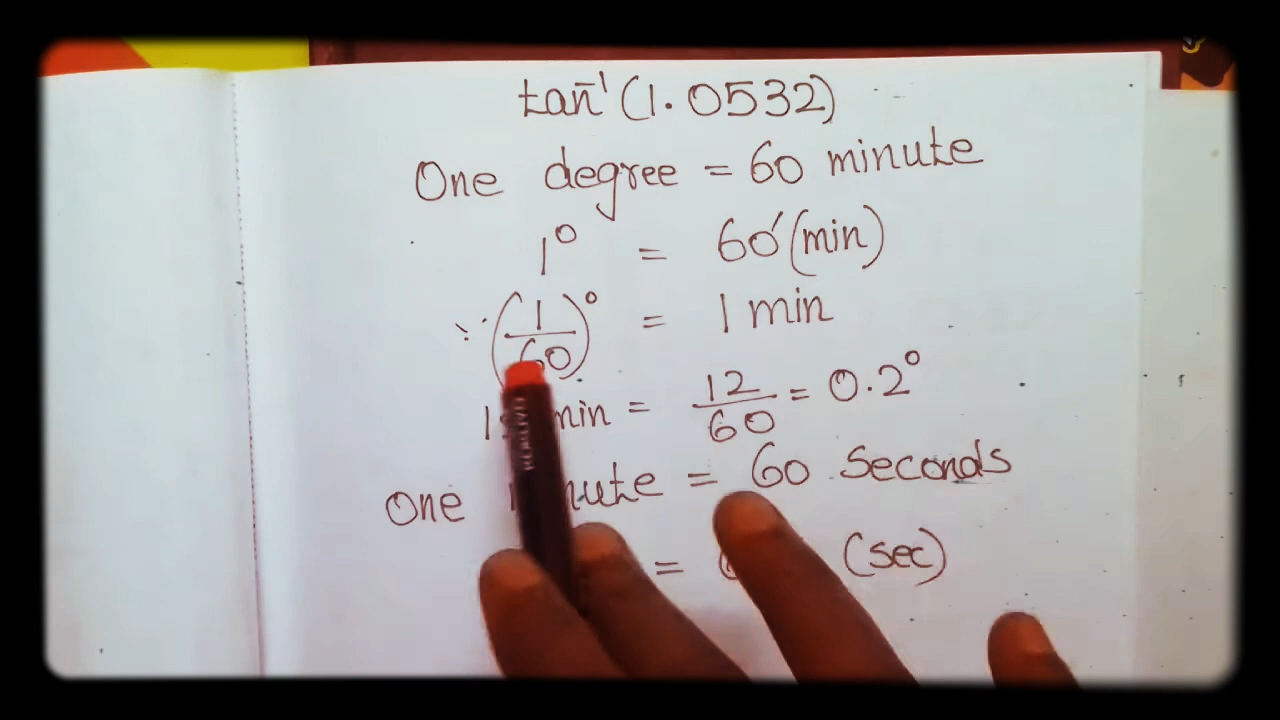 tan⁻¹(1.0532)
One degree = 60 minute
1° = 60′(min)
(1/60)° = 1 min
min = 12/60 = 0.2°
One = 60 Seconds
= (sec)